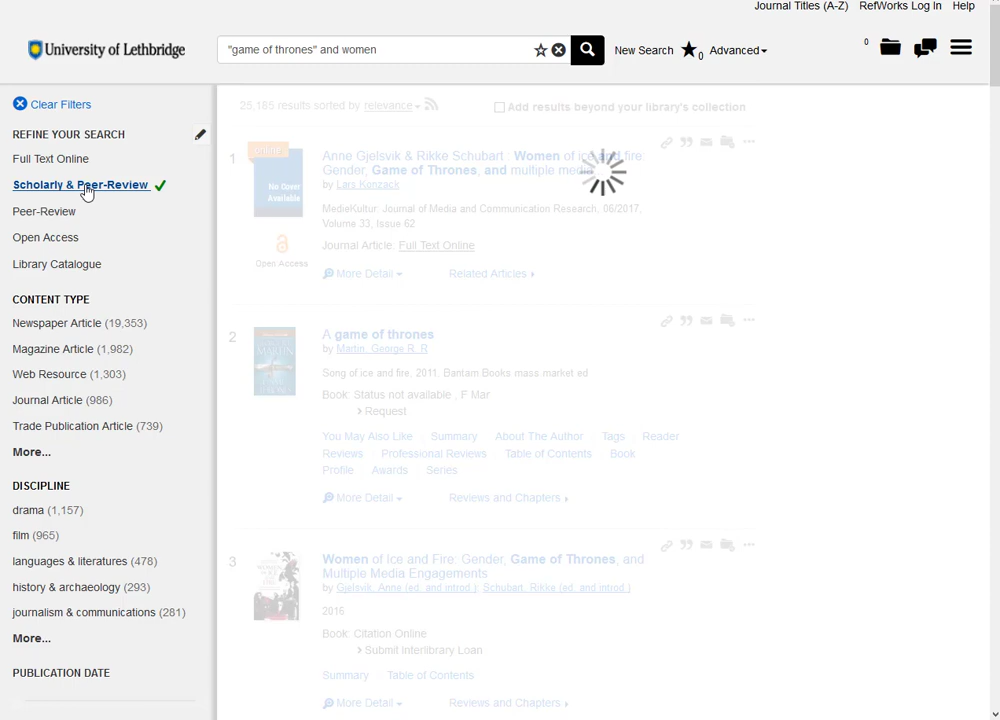 Journal Titles (A-Z) RefWorks Log In Help
University of Lethbridge
"game of thrones" and women
New Search 0 Advanced
0
Clear Filters
REFINE YOUR SEARCH
Full Text Online
Scholarly & Peer-Review
Peer-Review
Open Access
Library Catalogue
CONTENT TYPE
Newspaper Article (19,353)
Magazine Article (1,982)
Web Resource (1,303)
Journal Article (986)
Trade Publication Article (739)
More...
DISCIPLINE
drama (1,157)
film (965)
languages & literatures (478)
history & archaeology (293)
journalism & communications (281)
More...
PUBLICATION DATE
25,185 results sorted by relevance
Add results beyond your library's collection
1
online
No Cover
Available
Open Access
Anne Gjelsvik & Rikke Schubart : Women of ice and fire:
Gender, Game of Thrones, and multiple media
by Lars Konzack
MedieKultur: Journal of Media and Communication Research, 06/2017,
Volume 33, Issue 62
Journal Article: Full Text Online
More Detail Related Articles
2
MARTIN
A game of thrones
by Martin, George R. R
Song of ice and fire, 2011, Bantam Books mass market ed
Book: Status not available , F Mar
Request
You May Also Like Summary About The Author Tags Reader
Reviews Professional Reviews Table of Contents Book
Profile Awards Series
More Detail Reviews and Chapters
3
Women of Ice and Fire: Gender, Game of Thrones, and
Multiple Media Engagements
by Gjelsvik, Anne (ed. and introd.); Schubart, Rikke (ed. and introd.)
2016
Book: Citation Online
Submit Interlibrary Loan
Summary Table of Contents
More Detail Reviews and Chapters